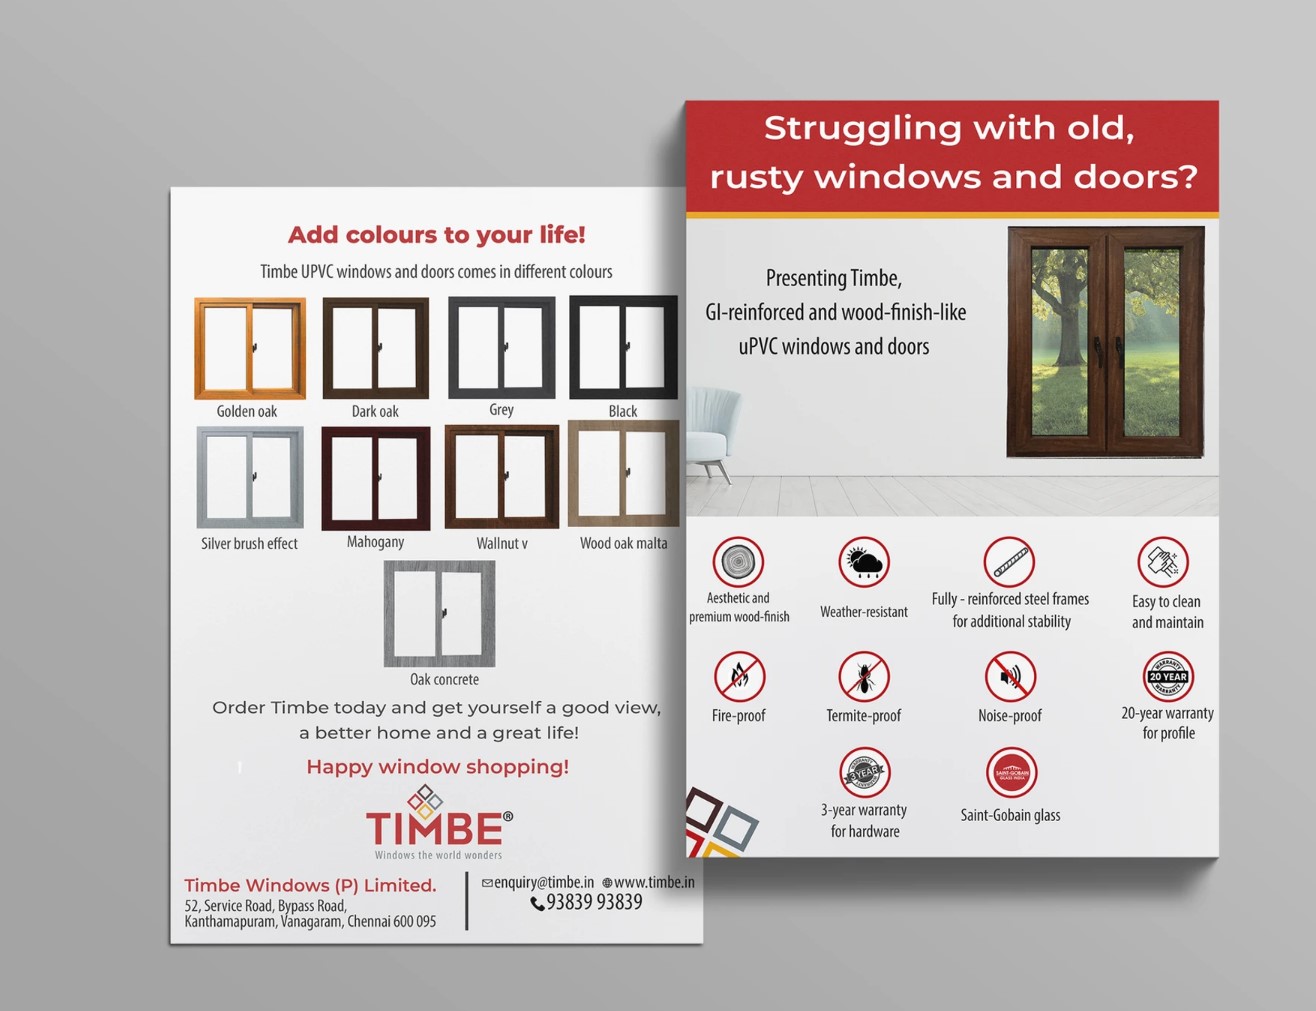 Add colours to your life!
Timbe UPVC windows and doors comes in different colours
Golden oak
Dark oak
Grey
Black
Silver brush effect
Mahogany
Wallnut v
Wood oak malta
Oak concrete
Order Timbe today and get yourself a good view,
a better home and a great life!
Happy window shopping!
TIMBE®
Windows the world wonders
Timbe Windows (P) Limited.
52, Service Road, Bypass Road,
Kanthamapuram, Vanagaram, Chennai 600 095
enquiry@timbe.in www.timbe.in
93839 93839
Struggling with old,
rusty windows and doors?
Presenting Timbe,
GI-reinforced and wood-finish-like
uPVC windows and doors
Aesthetic and
premium wood-finish
Weather-resistant
Fully - reinforced steel frames
for additional stability
Easy to clean
and maintain
Fire-proof
Termite-proof
Noise-proof
WARRANTY
20 YEAR
WARRANTY
20-year warranty
for profile
3 YEAR
3-year warranty
for hardware
SAINT-GOBAIN
GLASS INDIA
Saint-Gobain glass